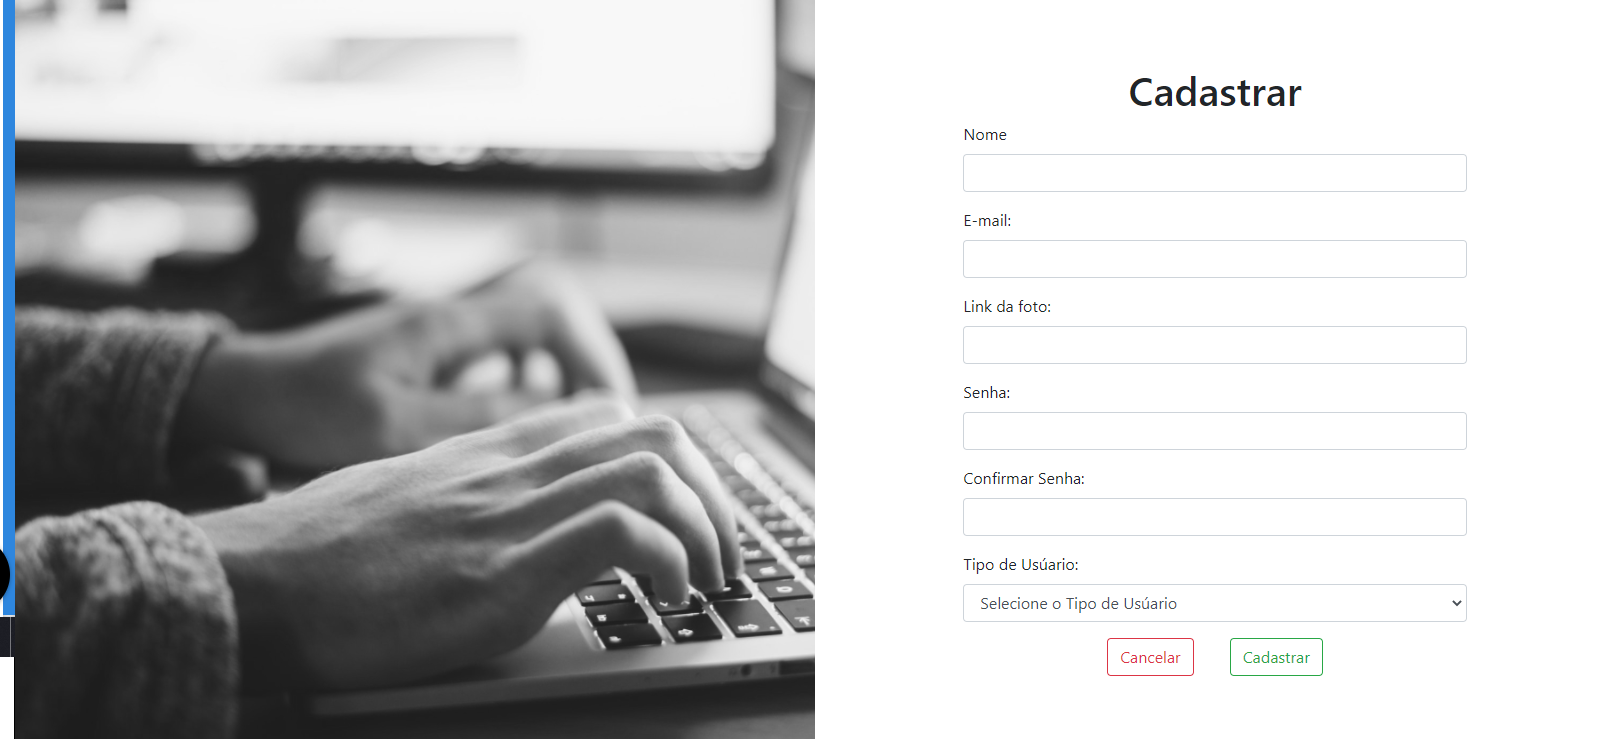 Cadastrar
Nome
E-mail:
Link da foto:
Senha:
Confirmar Senha:
Tipo de Usúario:
Selecione o Tipo de Usúario
Cancelar
Cadastrar